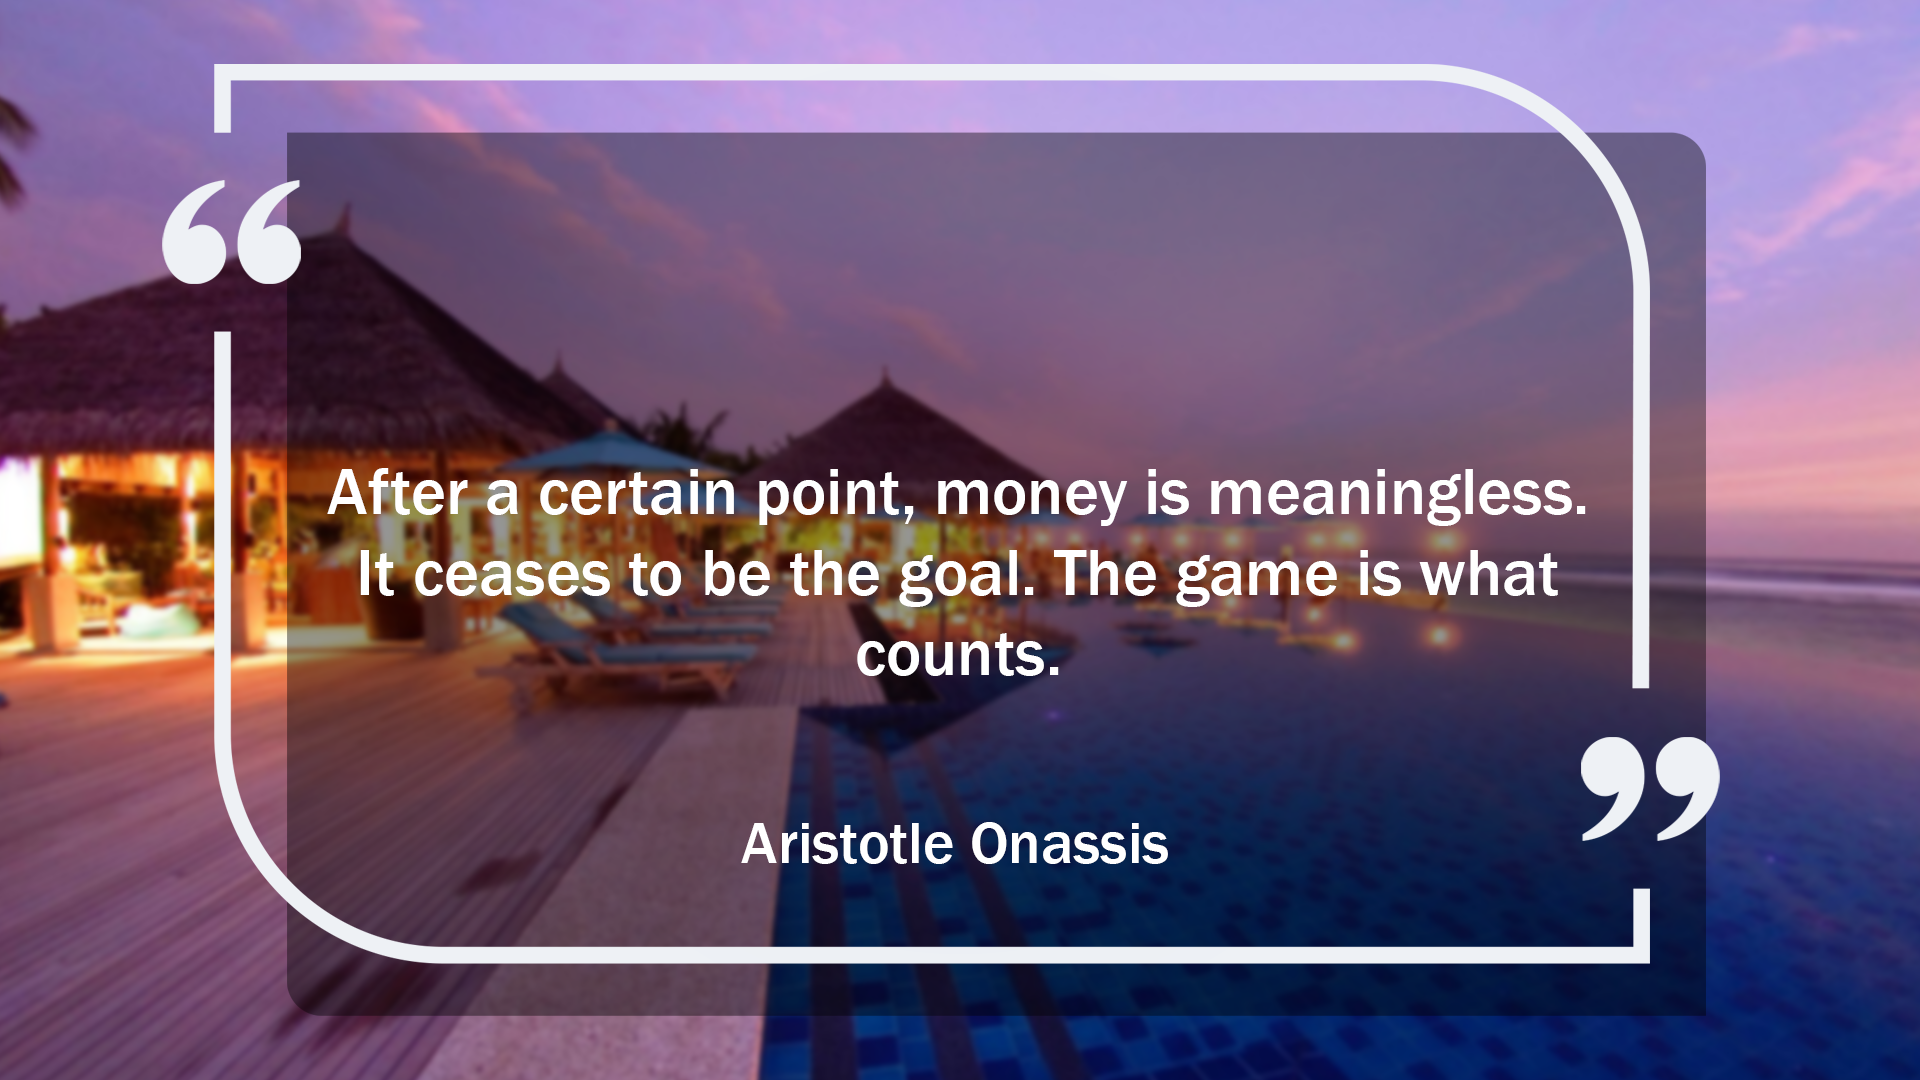 “
After a certain point, money is meaningless.
It ceases to be the goal. The game is what
counts.
”
Aristotle Onassis